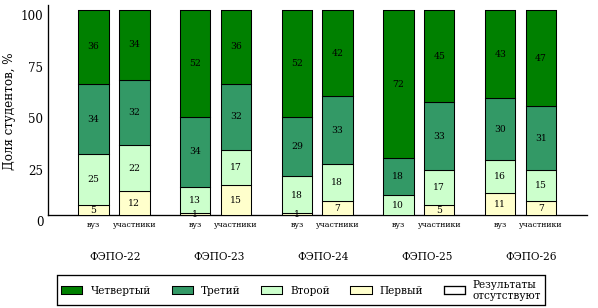 100
75
50
25
0
Доля студентов, %
36 34 52 36 52 42 72 45 43 47
34 32 34 32 29 33 18 33 30 31
25 22 13 17 18 18 10 17 16 15
5 12 1 15 1 7 5 11 7
вуз участники вуз участники вуз участники вуз участники вуз участники
ФЭПО-22 ФЭПО-23 ФЭПО-24 ФЭПО-25 ФЭПО-26
Четвертый Третий Второй Первый Результаты
отсутствуют